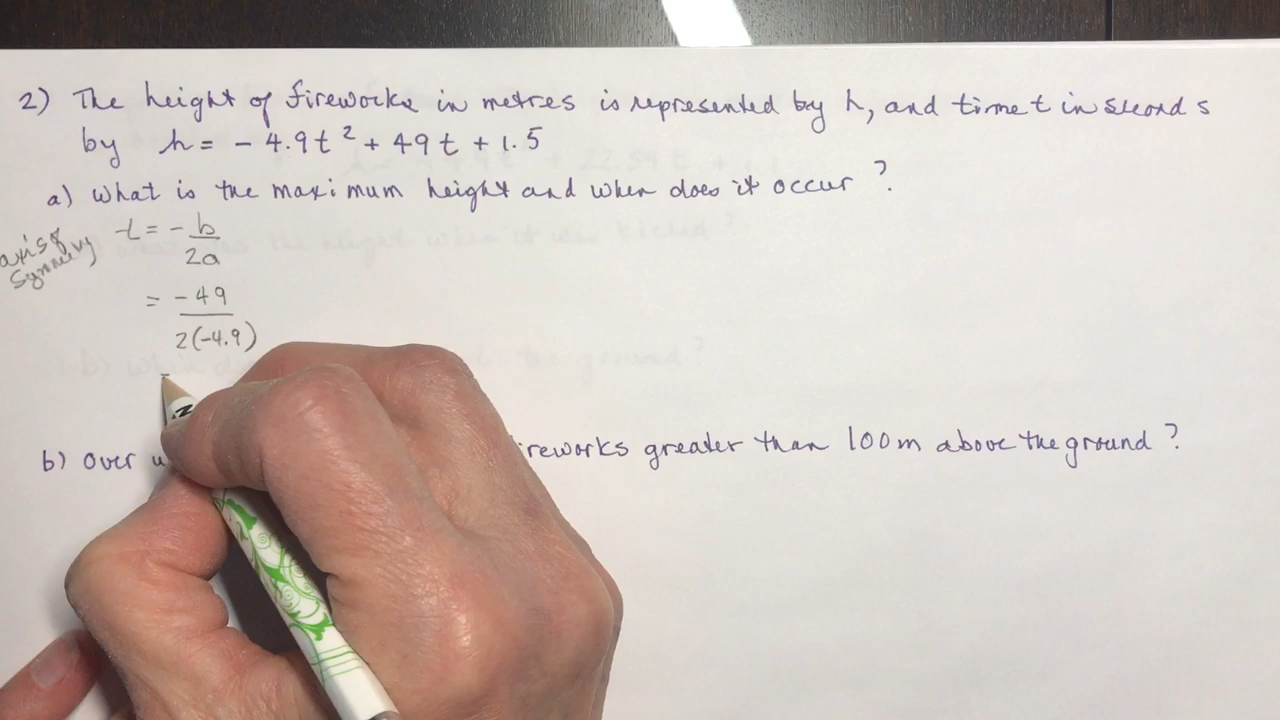 2) The height of fireworks in metres is represented by h, and time t in seconds
by h = - 4.9t² + 49t + 1.5
a) What is the maximum height and when does it occur ?
axis of
symmetry
t = - b
2a
= - 49
2(-4.9)
b) Over
fireworks greater than 100m above the ground ?